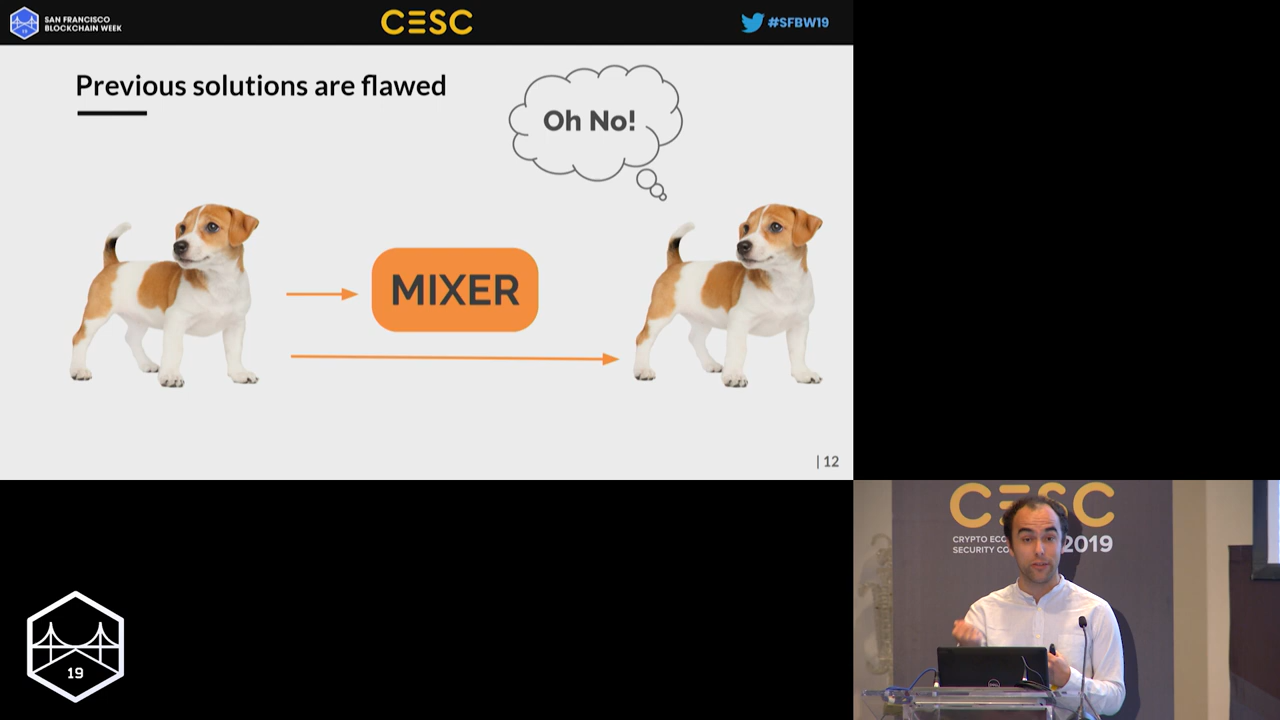 SAN FRANCISCO
BLOCKCHAIN WEEK
CESC
#SFBW19
Previous solutions are flawed
Oh No!
MIXER
| 12
19
CESC
CRYPTO ECO
SECURITY CO
2019
DELL